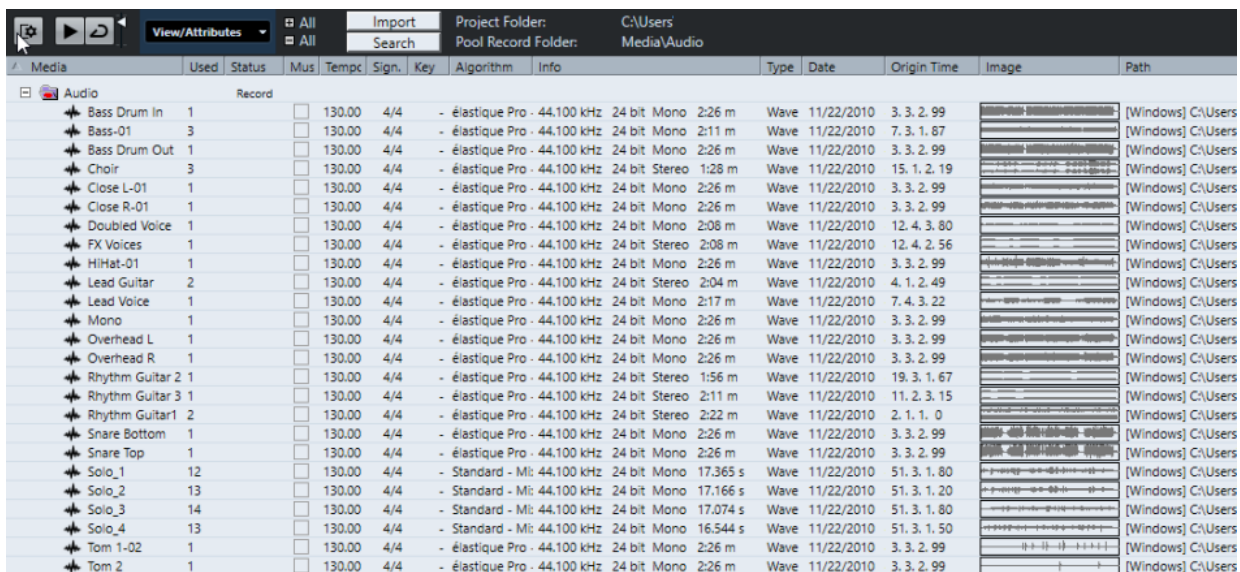 View/Attributes All Import Project Folder: C:\Users
All Search Pool Record Folder: Media\Audio
Media Used Status Mus Tempc Sign. Key Algorithm Info Type Date Origin Time Image Path
Audio Record
Bass Drum In 1 130.00 4/4 - élastique Pro - 44.100 kHz 24 bit Mono 2:26 m Wave 11/22/2010 3. 3. 2. 99 [Windows] C:\Users
Bass-01 3 130.00 4/4 - élastique Pro - 44.100 kHz 24 bit Mono 2:11 m Wave 11/22/2010 7. 3. 1. 87 [Windows] C:\Users
Bass Drum Out 1 130.00 4/4 - élastique Pro - 44.100 kHz 24 bit Mono 2:26 m Wave 11/22/2010 3. 3. 2. 99 [Windows] C:\Users
Choir 3 130.00 4/4 - élastique Pro - 44.100 kHz 24 bit Stereo 1:28 m Wave 11/22/2010 15. 1. 2. 19 [Windows] C:\Users
Close L-01 1 130.00 4/4 - élastique Pro - 44.100 kHz 24 bit Mono 2:26 m Wave 11/22/2010 3. 3. 2. 99 [Windows] C:\Users
Close R-01 1 130.00 4/4 - élastique Pro - 44.100 kHz 24 bit Mono 2:26 m Wave 11/22/2010 3. 3. 2. 99 [Windows] C:\Users
Doubled Voice 1 130.00 4/4 - élastique Pro - 44.100 kHz 24 bit Mono 2:08 m Wave 11/22/2010 12. 4. 3. 80 [Windows] C:\Users
FX Voices 1 130.00 4/4 - élastique Pro - 44.100 kHz 24 bit Stereo 2:08 m Wave 11/22/2010 12. 4. 2. 56 [Windows] C:\Users
HiHat-01 1 130.00 4/4 - élastique Pro - 44.100 kHz 24 bit Mono 2:26 m Wave 11/22/2010 3. 3. 2. 99 [Windows] C:\Users
Lead Guitar 2 130.00 4/4 - élastique Pro - 44.100 kHz 24 bit Stereo 2:04 m Wave 11/22/2010 4. 1. 2. 49 [Windows] C:\Users
Lead Voice 1 130.00 4/4 - élastique Pro - 44.100 kHz 24 bit Mono 2:17 m Wave 11/22/2010 7. 4. 3. 22 [Windows] C:\Users
Mono 1 130.00 4/4 - élastique Pro - 44.100 kHz 24 bit Mono 2:26 m Wave 11/22/2010 3. 3. 2. 99 [Windows] C:\Users
Overhead L 1 130.00 4/4 - élastique Pro - 44.100 kHz 24 bit Mono 2:26 m Wave 11/22/2010 3. 3. 2. 99 [Windows] C:\Users
Overhead R 1 130.00 4/4 - élastique Pro - 44.100 kHz 24 bit Mono 2:26 m Wave 11/22/2010 3. 3. 2. 99 [Windows] C:\Users
Rhythm Guitar 2 1 130.00 4/4 - élastique Pro - 44.100 kHz 24 bit Stereo 1:56 m Wave 11/22/2010 19. 3. 1. 67 [Windows] C:\Users
Rhythm Guitar 3 1 130.00 4/4 - élastique Pro - 44.100 kHz 24 bit Stereo 2:11 m Wave 11/22/2010 11. 2. 3. 15 [Windows] C:\Users
Rhythm Guitar1 2 130.00 4/4 - élastique Pro - 44.100 kHz 24 bit Stereo 2:22 m Wave 11/22/2010 2. 1. 1. 0 [Windows] C:\Users
Snare Bottom 1 130.00 4/4 - élastique Pro - 44.100 kHz 24 bit Mono 2:26 m Wave 11/22/2010 3. 3. 2. 99 [Windows] C:\Users
Snare Top 1 130.00 4/4 - élastique Pro - 44.100 kHz 24 bit Mono 2:26 m Wave 11/22/2010 3. 3. 2. 99 [Windows] C:\Users
Solo_1 12 130.00 4/4 - Standard - Mi: 44.100 kHz 24 bit Mono 17.365 s Wave 11/22/2010 51. 3. 1. 80 [Windows] C:\Users
Solo_2 13 130.00 4/4 - Standard - Mi: 44.100 kHz 24 bit Mono 17.166 s Wave 11/22/2010 51. 3. 1. 20 [Windows] C:\Users
Solo_3 14 130.00 4/4 - Standard - Mi: 44.100 kHz 24 bit Mono 17.074 s Wave 11/22/2010 51. 3. 1. 80 [Windows] C:\Users
Solo_4 13 130.00 4/4 - Standard - Mi: 44.100 kHz 24 bit Mono 16.544 s Wave 11/22/2010 51. 3. 1. 50 [Windows] C:\Users
Tom 1-02 1 130.00 4/4 - élastique Pro - 44.100 kHz 24 bit Mono 2:26 m Wave 11/22/2010 3. 3. 2. 99 [Windows] C:\Users
Tom 2 1 130.00 4/4 - élastique Pro - 44.100 kHz 24 bit Mono 2:26 m Wave 11/22/2010 3. 3. 2. 99 [Windows] C:\Users